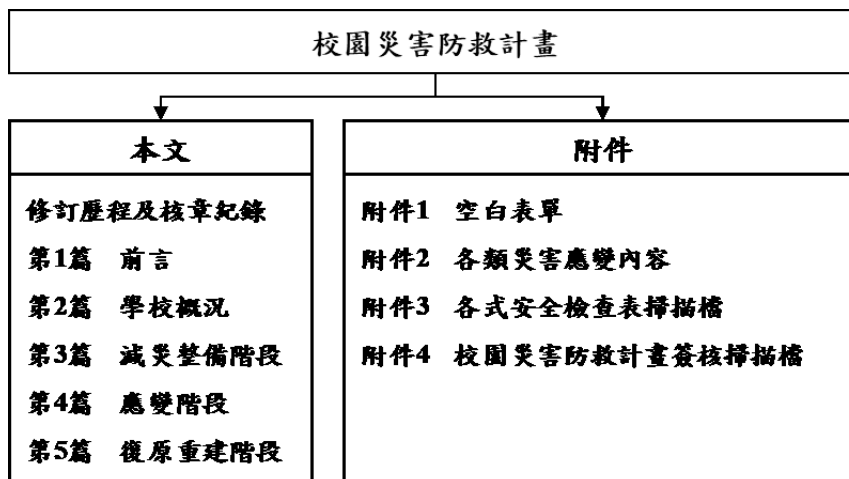 校園災害防救計畫
本文
修訂歷程及核章紀錄
第1篇 前言
第2篇 學校概況
第3篇 減災整備階段
第4篇 應變階段
第5篇 復原重建階段
附件
附件1 空白表單
附件2 各類災害應變內容
附件3 各式安全檢查表掃描檔
附件4 校園災害防救計畫簽核掃描檔